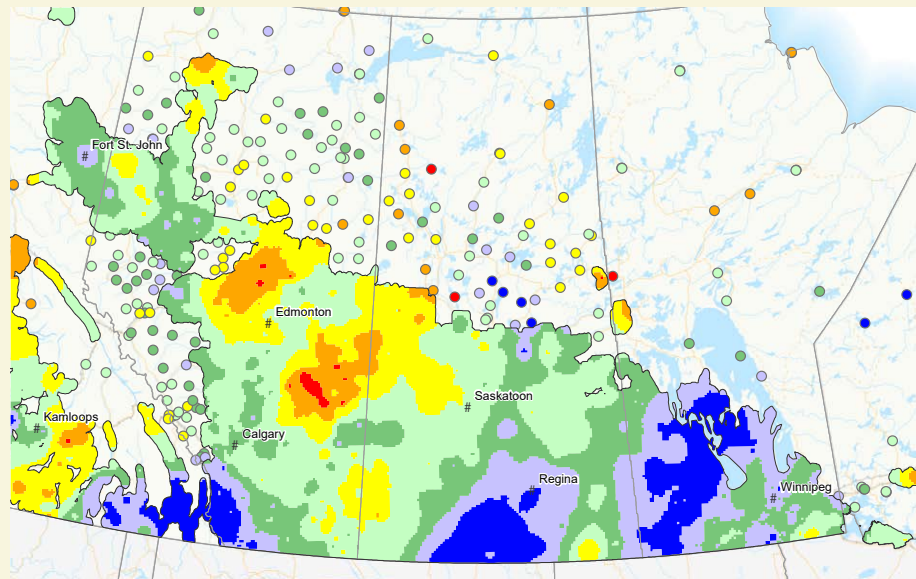 Fort St. John
#
Edmonton
#
Saskatoon
#
Kamloops
#
Calgary
#
Regina
#
Winnipeg
#